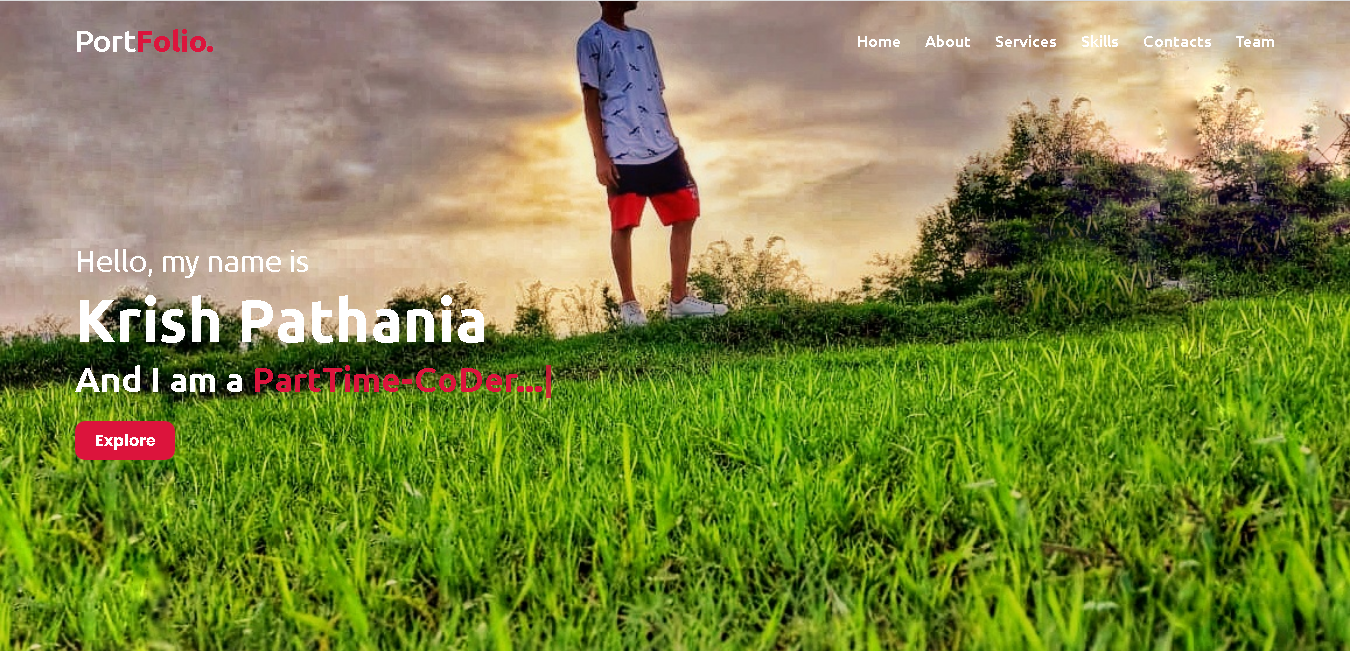 PortFolio.
Home About Services Skills Contacts Team
Hello, my name is
Krish Pathania
And I am a PartTime-CoDer...|
Explore